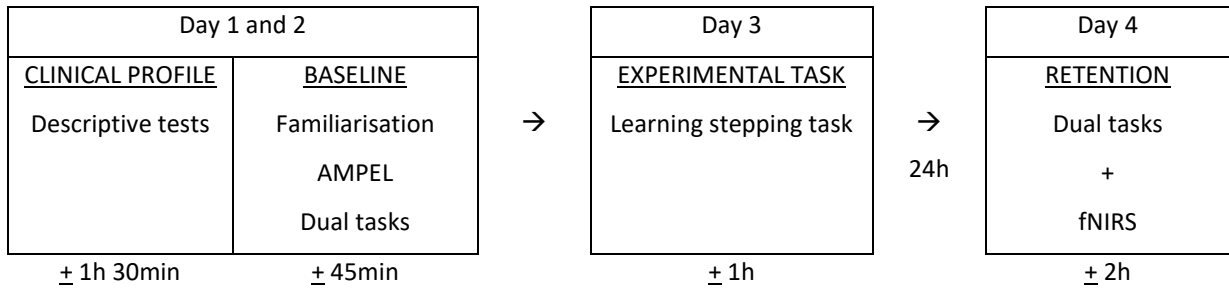 Day 1 and 2
CLINICAL PROFILE
Descriptive tests
BASELINE
Familiarisation
AMPEL
Dual tasks
+ 1h 30min
+ 45min
→
Day 3
EXPERIMENTAL TASK
Learning stepping task
+ 1h
→
24h
Day 4
RETENTION
Dual tasks
+
fNIRS
+ 2h